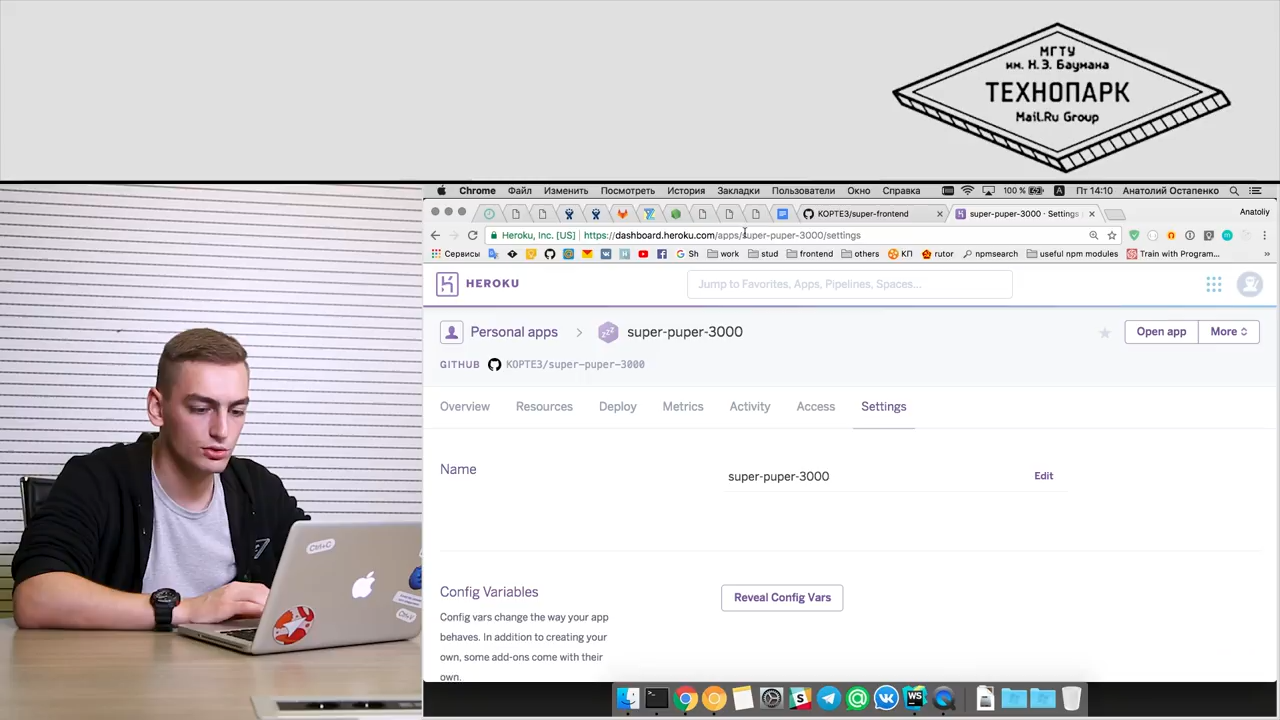 МГТУ
им. Н.Э. Баумана
ТЕХНОПАРК
Mail.Ru Group
Chrome Файл Изменить Посмотреть История Закладки Пользователи Окно Справка 100 % A Пт 14:10 Анатолий Остапенко
KOPTE3/super-frontend super-puper-3000 · Settings Anatoliy
Heroku, Inc. [US] https://dashboard.heroku.com/apps/super-puper-3000/settings
Сервисы Sh work stud frontend others КП rutor npmsearch useful npm modules Train with Program... »
HEROKU Jump to Favorites, Apps, Pipelines, Spaces...
Personal apps > super-puper-3000 Open app More
GITHUB KOPTE3/super-puper-3000
Overview Resources Deploy Metrics Activity Access Settings
Name super-puper-3000 Edit
Config Variables Reveal Config Vars
Config vars change the way your app
behaves. In addition to creating your
own, some add-ons come with their
own.
Ctrl+C
Ctrl+V